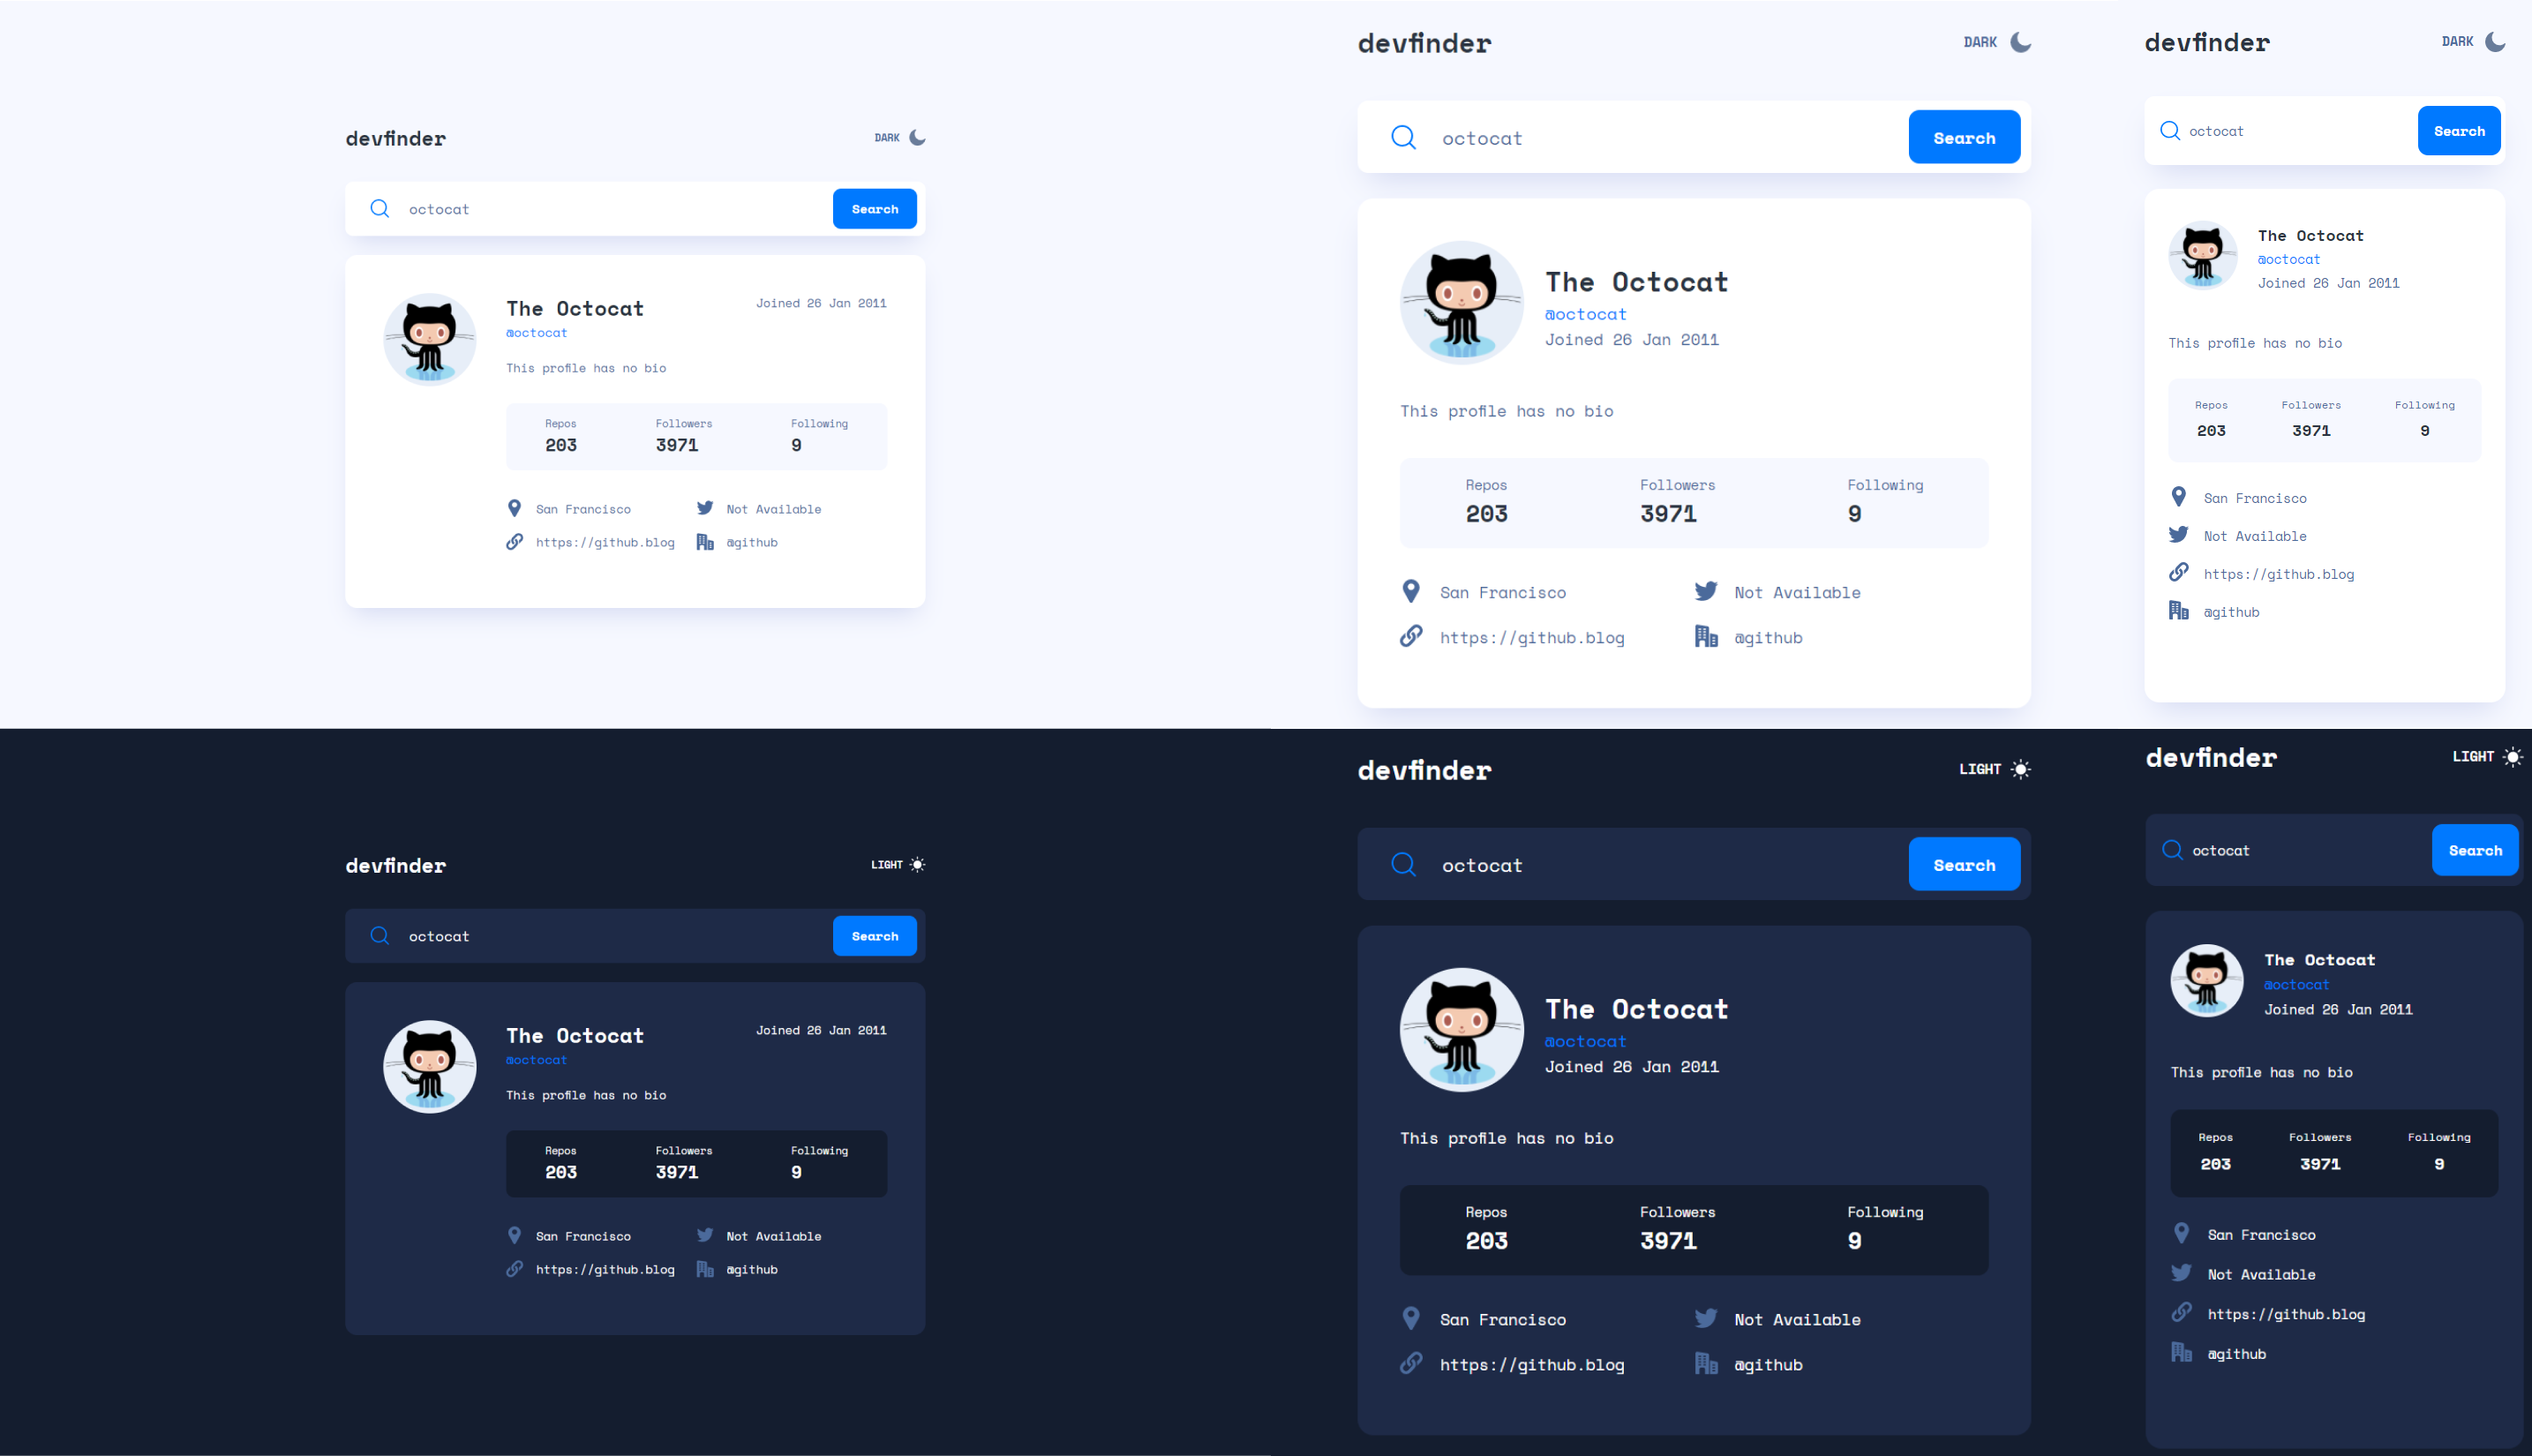 devfinder
DARK
octocat
Search
The Octocat
Joined 26 Jan 2011
@octocat
This profile has no bio
Repos Followers Following
203 3971 9
San Francisco Not Available
https://github.blog @github
devfinder
DARK
octocat
Search
The Octocat
@octocat
Joined 26 Jan 2011
This profile has no bio
Repos Followers Following
203 3971 9
San Francisco Not Available
https://github.blog @github
devfinder
DARK
octocat
Search
The Octocat
@octocat
Joined 26 Jan 2011
This profile has no bio
Repos Followers Following
203 3971 9
San Francisco
Not Available
https://github.blog
@github
devfinder
LIGHT
octocat
Search
The Octocat
Joined 26 Jan 2011
@octocat
This profile has no bio
Repos Followers Following
203 3971 9
San Francisco Not Available
https://github.blog @github
devfinder
LIGHT
octocat
Search
The Octocat
@octocat
Joined 26 Jan 2011
This profile has no bio
Repos Followers Following
203 3971 9
San Francisco Not Available
https://github.blog @github
devfinder
LIGHT
octocat
Search
The Octocat
@octocat
Joined 26 Jan 2011
This profile has no bio
Repos Followers Following
203 3971 9
San Francisco
Not Available
https://github.blog
@github